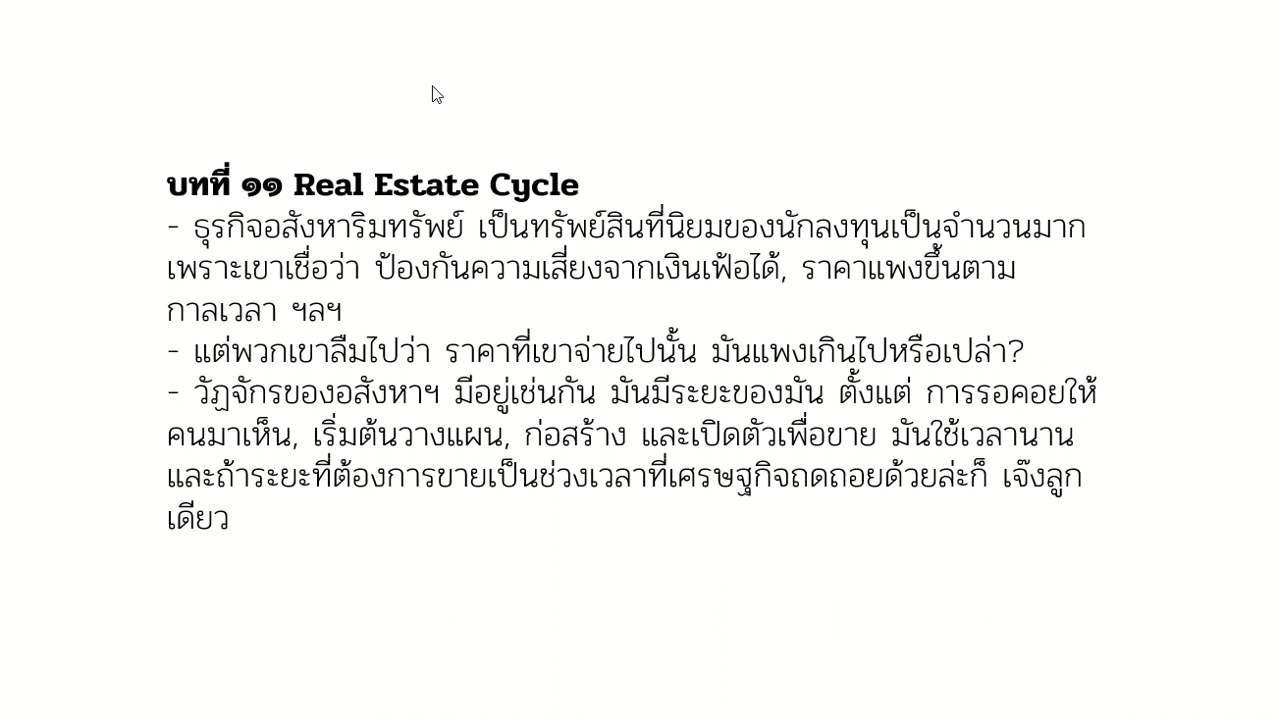 บทที่ ๑๑ Real Estate Cycle
- ธุรกิจอสังหาริมทรัพย์ เป็นทรัพย์สินที่นิยมของนักลงทุนเป็นจำนวนมาก
เพราะเขาเชื่อว่า ป้องกันความเสี่ยงจากเงินเฟ้อได้, ราคาแพงขึ้นตาม
กาลเวลา ฯลฯ
- แต่พวกเขาลืมไปว่า ราคาที่เขาจ่ายไปนั้น มันแพงเกินไปหรือเปล่า?
- วัฏจักรของอสังหาฯ มีอยู่เช่นกัน มันมีระยะของมัน ตั้งแต่ การรอคอยให้
คนมาเห็น, เริ่มต้นวางแผน, ก่อสร้าง และเปิดตัวเพื่อขาย มันใช้เวลานาน
และถ้าระยะที่ต้องการขายเป็นช่วงเวลาที่เศรษฐกิจถดถอยด้วยล่ะก็ เจ๊งลูก
เดียว